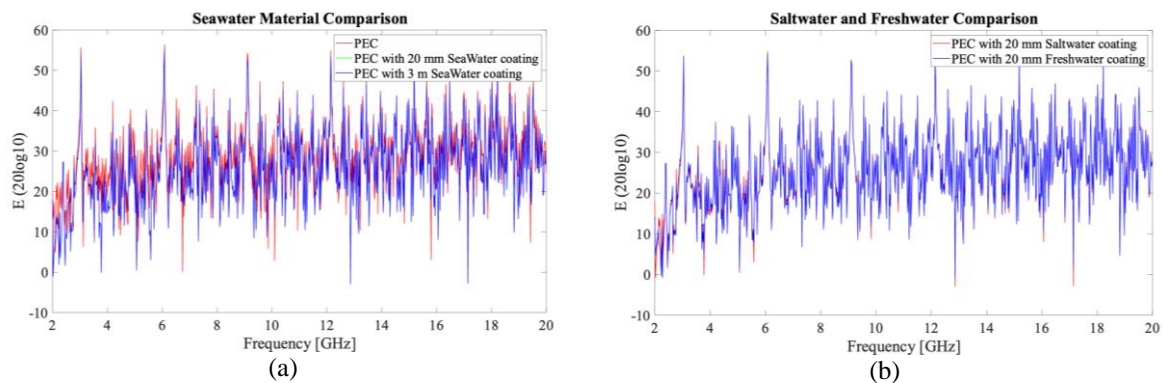 Seawater Material Comparison
60
50
40
30
20
10
0
-10
E (20log10)
PEC
PEC with 20 mm SeaWater coating
PEC with 3 m SeaWater coating
2 4 6 8 10 12 14 16 18 20
Frequency [GHz]
(a)
Saltwater and Freshwater Comparison
60
50
40
30
20
10
0
-10
E (20log10)
PEC with 20 mm Saltwater coating
PEC with 20 mm Freshwater coating
2 4 6 8 10 12 14 16 18 20
Frequency [GHz]
(b)